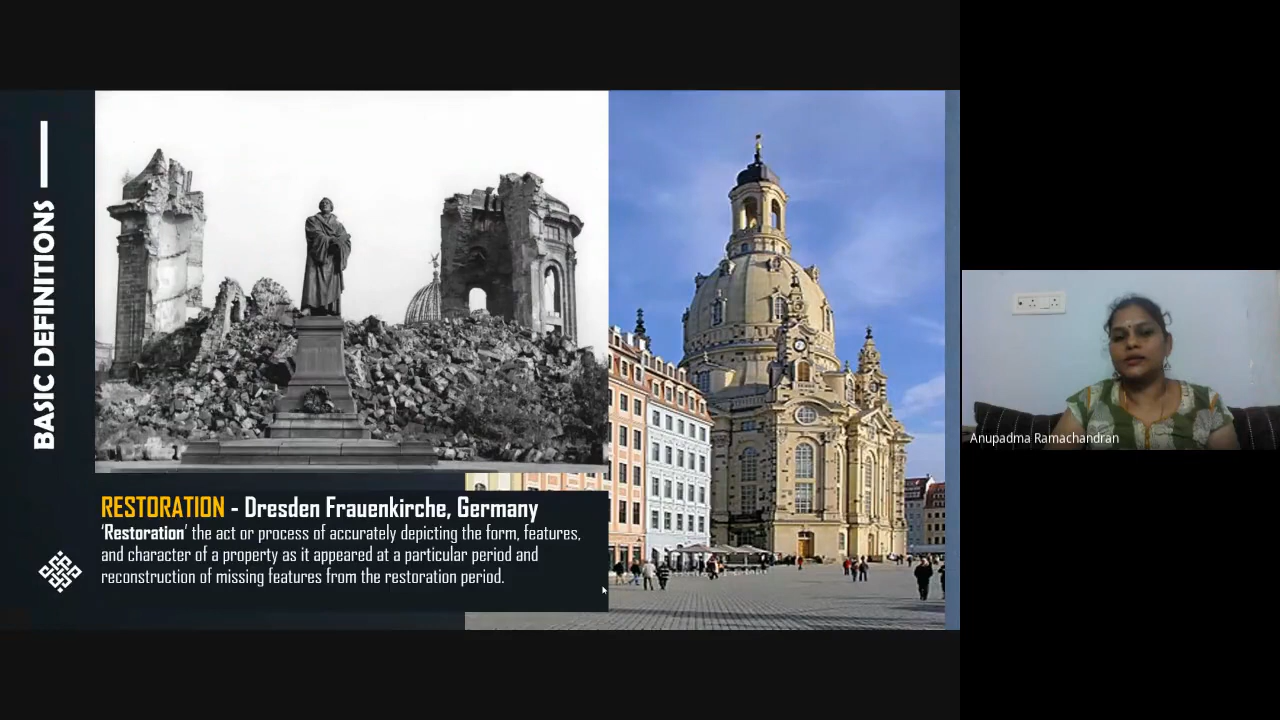 BASIC DEFINITIONS
RESTORATION - Dresden Frauenkirche, Germany
‘Restoration’ the act or process of accurately depicting the form, features,
and character of a property as it appeared at a particular period and
reconstruction of missing features from the restoration period.
Anupadma Ramachandran